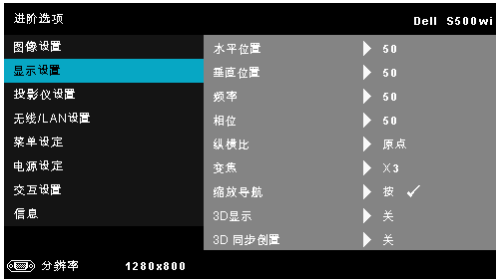 进阶选项 Dell S500wi
图像设置
显示设置
投影仪设置
无线/LAN设置
菜单设定
电源设定
交互设置
信息
水平位置 50
垂直位置 50
频率 50
相位 50
纵横比 原点
变焦 X3
缩放导航 按 ✓
3D显示 关
3D 同步倒置 关
分辨率 1280x800